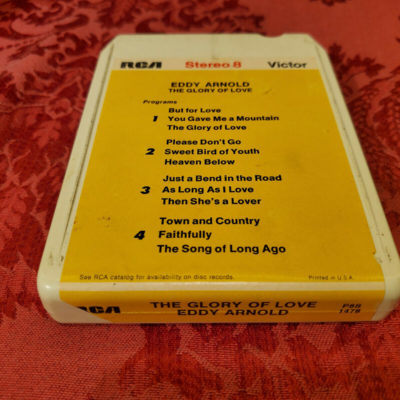 RCA Stereo 8 Victor
EDDY ARNOLD
THE GLORY OF LOVE
Programs
But for Love
1 You Gave Me a Mountain
The Glory of Love
Please Don't Go
2 Sweet Bird of Youth
Heaven Below
Just a Bend in the Road
3 As Long As I Love
Then She's a Lover
Town and Country
4 Faithfully
The Song of Long Ago
See RCA catalog for availability on disc records.
Printed in U.S.A.
RCA THE GLORY OF LOVE P8S
EDDY ARNOLD 1478